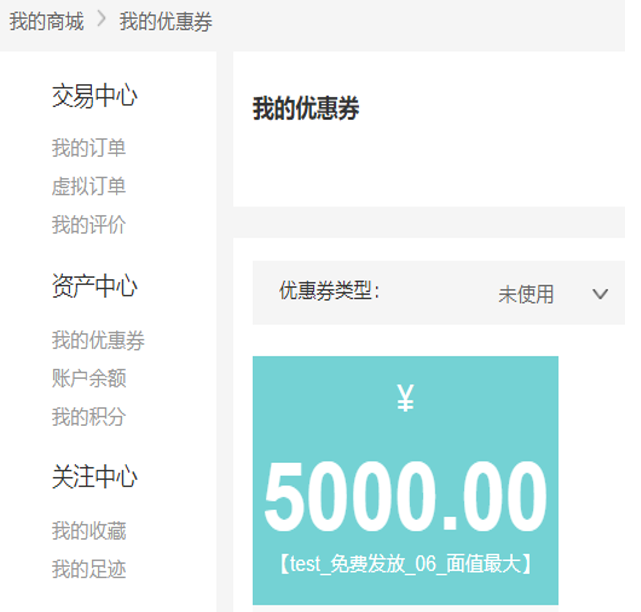 我的商城 > 我的优惠券
交易中心
我的订单
虚拟订单
我的评价
资产中心
我的优惠券
账户余额
我的积分
关注中心
我的收藏
我的足迹
我的优惠券
优惠券类型： 未使用
¥
5000.00
【test_免费发放_06_面值最大】